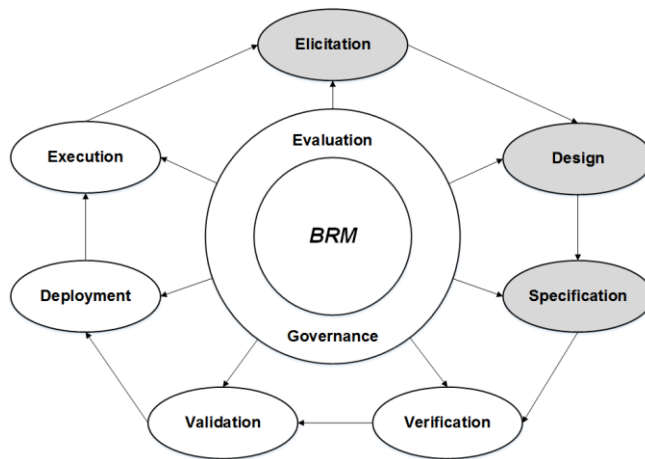 Elicitation
Evaluation
Execution
Design
BRM
Deployment
Specification
Governance
Validation
Verification